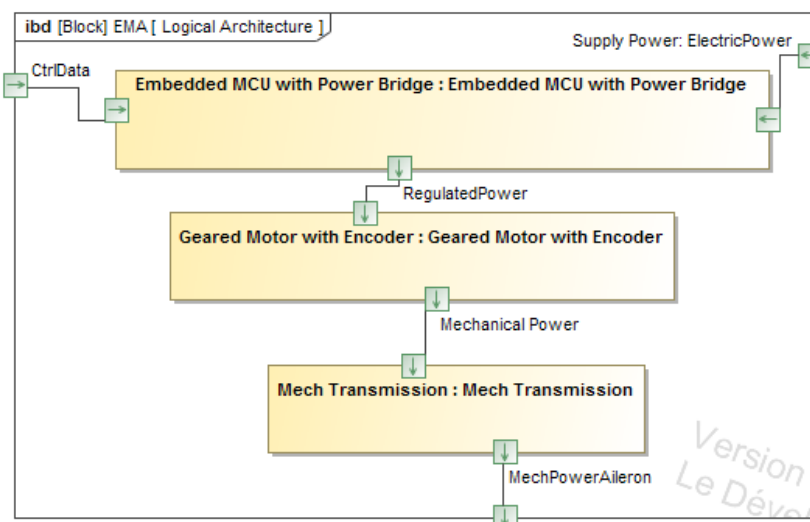 ibd [Block] EMA [ Logical Architecture ]
Supply Power: ElectricPower
CtrlData
Embedded MCU with Power Bridge : Embedded MCU with Power Bridge
RegulatedPower
Geared Motor with Encoder : Geared Motor with Encoder
Mechanical Power
Mech Transmission : Mech Transmission
MechPowerAileron
Version
Le